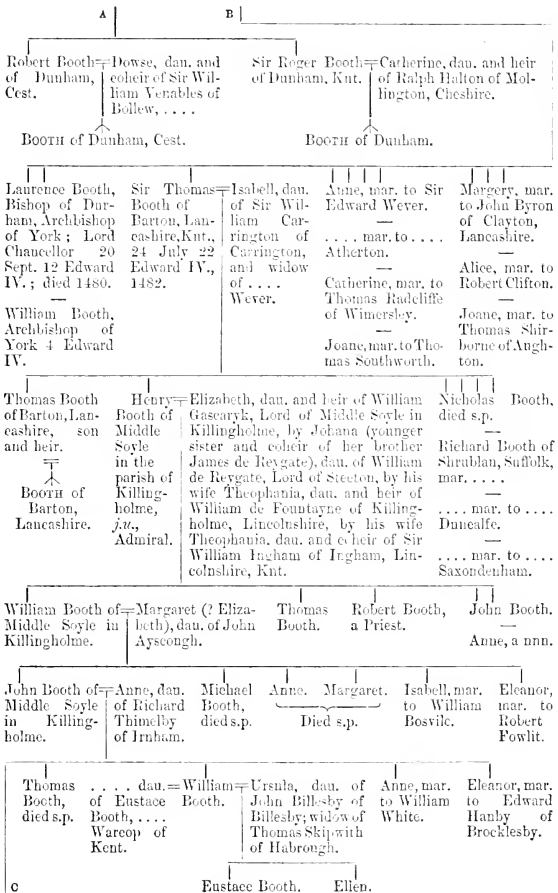 A
B
Robert Booth
of Dunham,
Cest.
Dowse, dau. and
coheir of Sir Wil-
liam Venables of
Bollew, . . . .
BOOTH of Dunham, Cest.
Sir Roger Booth
of Dunham, Knt.
Catherine, dau. and heir
of Ralph Halton of Mol-
lington, Cheshire.
BOOTH of Dunham.
Laurence Booth,
Bishop of Dur-
ham, Archbishop
of York ; Lord
Chancellor 20
Sept. 12 Edward
IV. ; died 1480.
—
William Booth,
Archbishop of
York 4 Edward
IV.
Sir Thomas
Booth of
Barton, Lan-
cashire, Knt.,
24 July 22
Edward IV.,
1482.
Isabell, dau.
of Sir Wil-
liam Car-
rington of
Carrington,
and widow
of . . . .
Wever.
Anne, mar. to Sir
Edward Wever.
—
. . . . mar. to . . . .
Atherton.
—
Catherine, mar. to
Thomas Radcliffe
of Wimersley.
—
Joane, mar. to Tho-
mas Southworth.
Margery, mar.
to John Byron
of Clayton,
Lancashire.
—
Alice, mar. to
Robert Clifton.
—
Joane, mar. to
Thomas Shir-
borne of Augh-
ton.
Thomas Booth
of Barton, Lan-
cashire, son
and heir.
BOOTH of
Barton,
Lancashire.
Henry
Booth of
Middle
Soyle
in the
parish of
Killing-
holme,
j.u.,
Admiral.
Elizabeth, dau. and heir of William
Gascaryk, Lord of Middle Soyle in
Killingholme, by Johana (younger
sister and coheir of her brother
James de Reygate), dau. of William
de Reygate, Lord of Steeton, by his
wife Theophania, dau. and heir of
William de Fountayne of Killing-
holme, Lincolnshire, by his wife
Theophania, dau. and coheir of Sir
William Ingham of Ingham, Lin-
colnshire, Knt.
Nicholas Booth,
died s.p.
—
Richard Booth of
Shrublan, Suffolk,
mar. . . . .
—
. . . . mar. to . . . .
Duncalfe.
—
. . . . mar. to . . . .
Saxondenham.
William Booth of
Middle Soyle in
Killingholme.
Margaret (? Eliza-
beth), dau. of John
Ayscough.
Thomas
Booth.
Robert Booth,
a Priest.
John Booth.
—
Anne, a nnn.
John Booth of
Middle Soyle
in Killing-
holme.
Anne, dau.
of Richard
Thimelby
of Irnham.
Michael
Booth,
died s.p.
Anne. Margaret.
Died s.p.
Isabell, mar.
to William
Bosvile.
Eleanor,
mar. to
Robert
Fowlit.
Thomas
Booth,
died s.p.
. . . . dau.
of Eustace
Booth, . . . .
Warcop of
Kent.
=William
Booth.
Ursula, dau. of
John Billesby of
Billesby; widow of
Thomas Skipwith
of Habrough.
Anne, mar.
to William
White.
Eleanor, mar.
to Edward
Hanby of
Brocklesby.
C
Eustace Booth. Ellen.